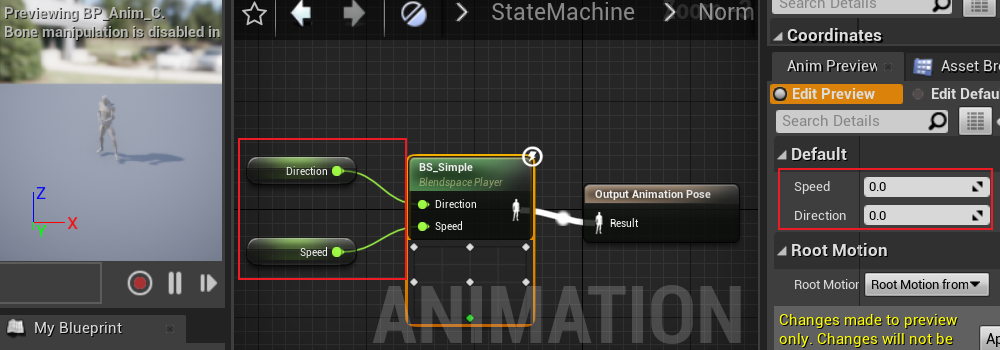 Previewing BP_Anim_C.
Bone manipulation is disabled in
Z
X
Y
My Blueprint
StateMachine
Norm
Direction
Speed
BS_Simple
Blendspace Player
Direction
Speed
Output Animation Pose
Result
ANIMATION
Search Details
Coordinates
Anim Preview
Asset Br
Edit Preview
Edit Defau
Search Details
Default
Speed 0.0
Direction 0.0
Root Motion
Root Motion Root Motion from
Changes made to preview
only. Changes will not be
Ap